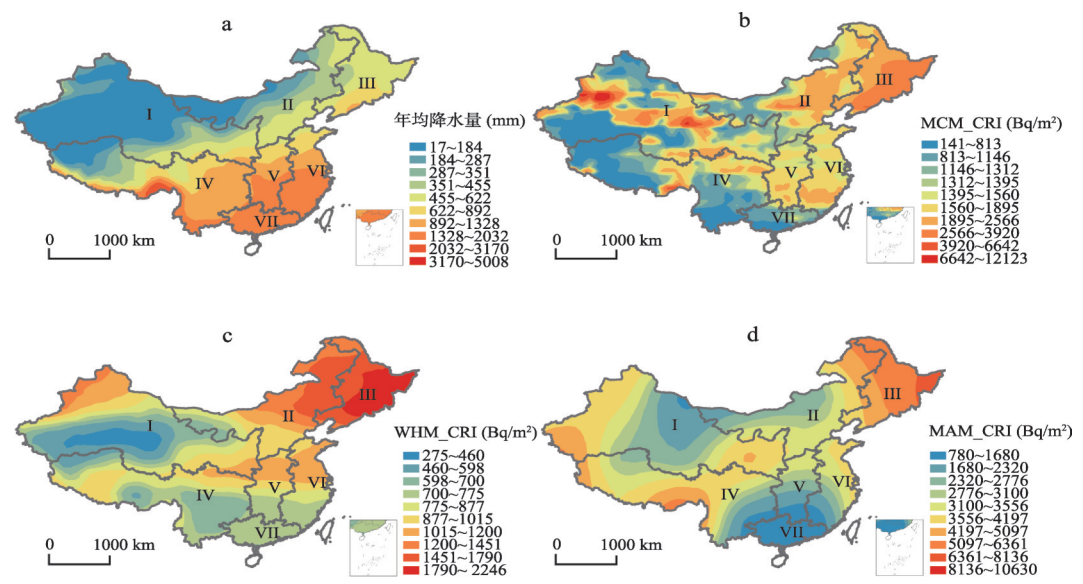 a
I
II
III
IV
V
VI
VII
年均降水量 (mm)
17~184
184~287
287~351
351~455
455~622
622~892
892~1328
1328~2032
2032~3170
3170~5008
0 1000 km
b
I
II
III
IV
V
VI
VII
MCM_CRI (Bq/m²)
141~813
813~1146
1146~1312
1312~1395
1395~1560
1560~1895
1895~2566
2566~3920
3920~6642
6642~12123
0 1000 km
c
I
II
III
IV
V
VI
VII
WHM_CRI (Bq/m²)
275~460
460~598
598~700
700~775
775~877
877~1015
1015~1200
1200~1451
1451~1790
1790~2246
0 1000 km
d
I
II
III
IV
V
VI
VII
MAM_CRI (Bq/m²)
780~1680
1680~2320
2320~2776
2776~3100
3100~3556
3556~4197
4197~5097
5097~6361
6361~8136
8136~10630
0 1000 km